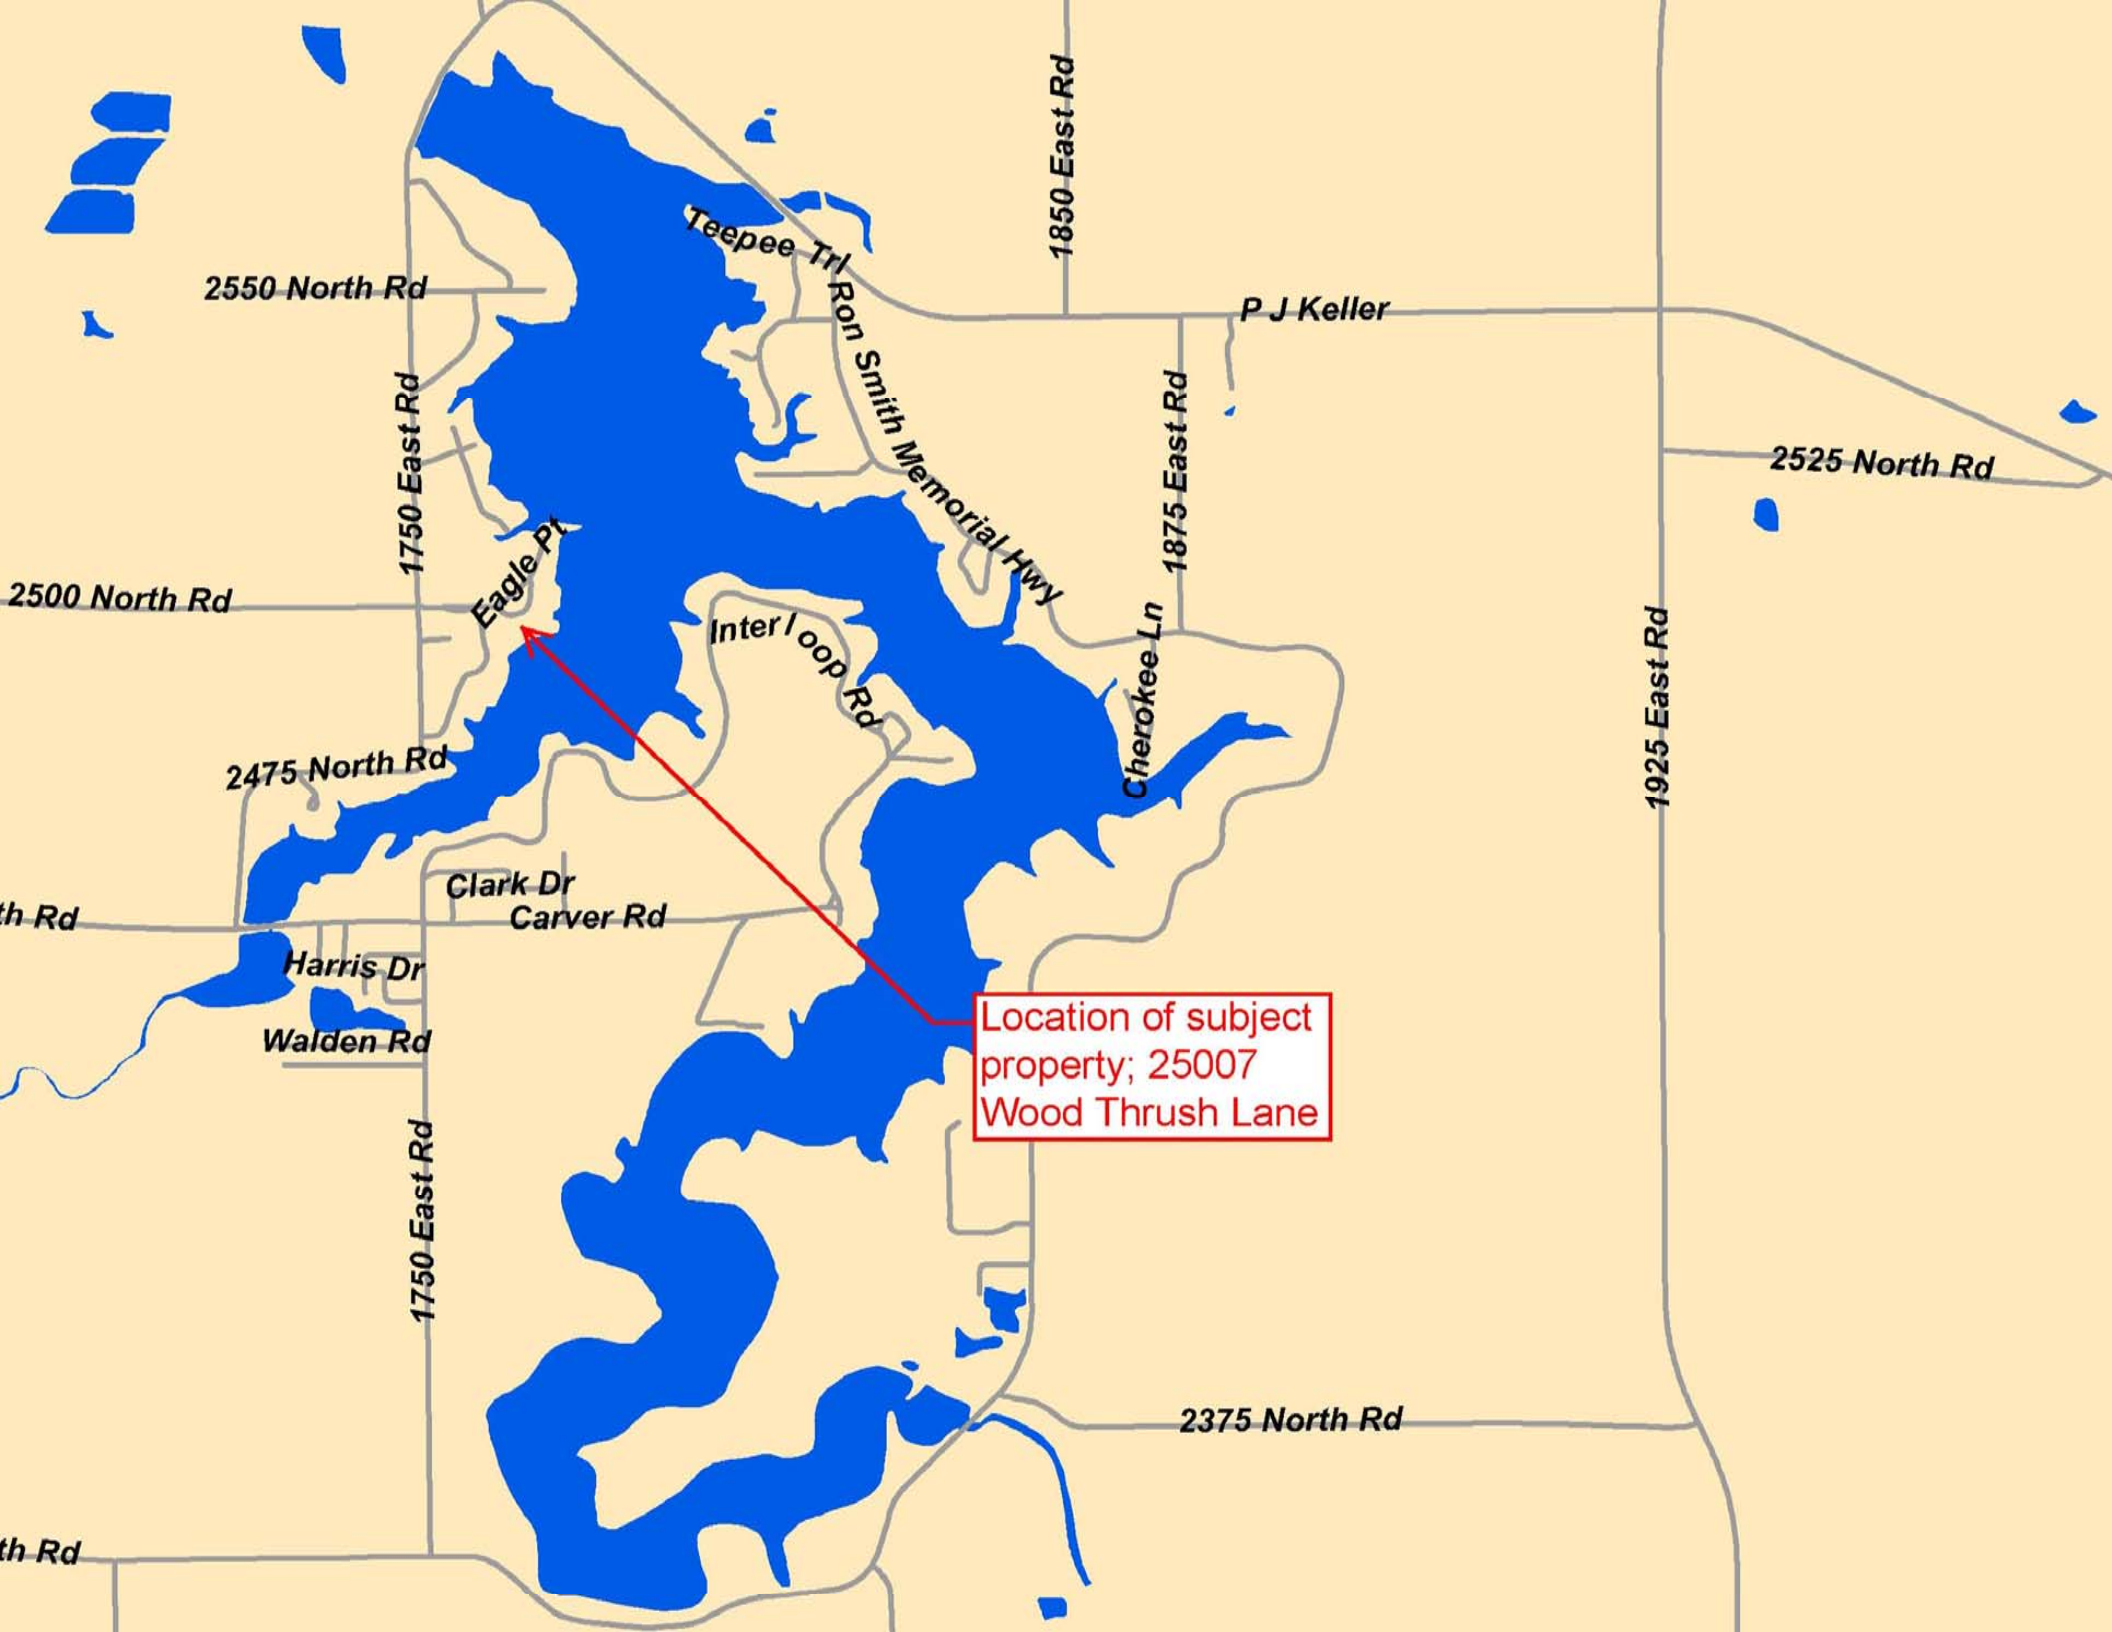 1850 East Rd
Teepee Trl
2550 North Rd
P J Keller
Ron Smith Memorial Hwy
1750 East Rd
1875 East Rd
2525 North Rd
Eagle Pt
2500 North Rd
Interloop Rd
Cherokee Ln
1925 East Rd
2475 North Rd
Clark Dr
th Rd
Carver Rd
Harris Dr
Walden Rd
Location of subject
property; 25007
Wood Thrush Lane
1750 East Rd
2375 North Rd
th Rd